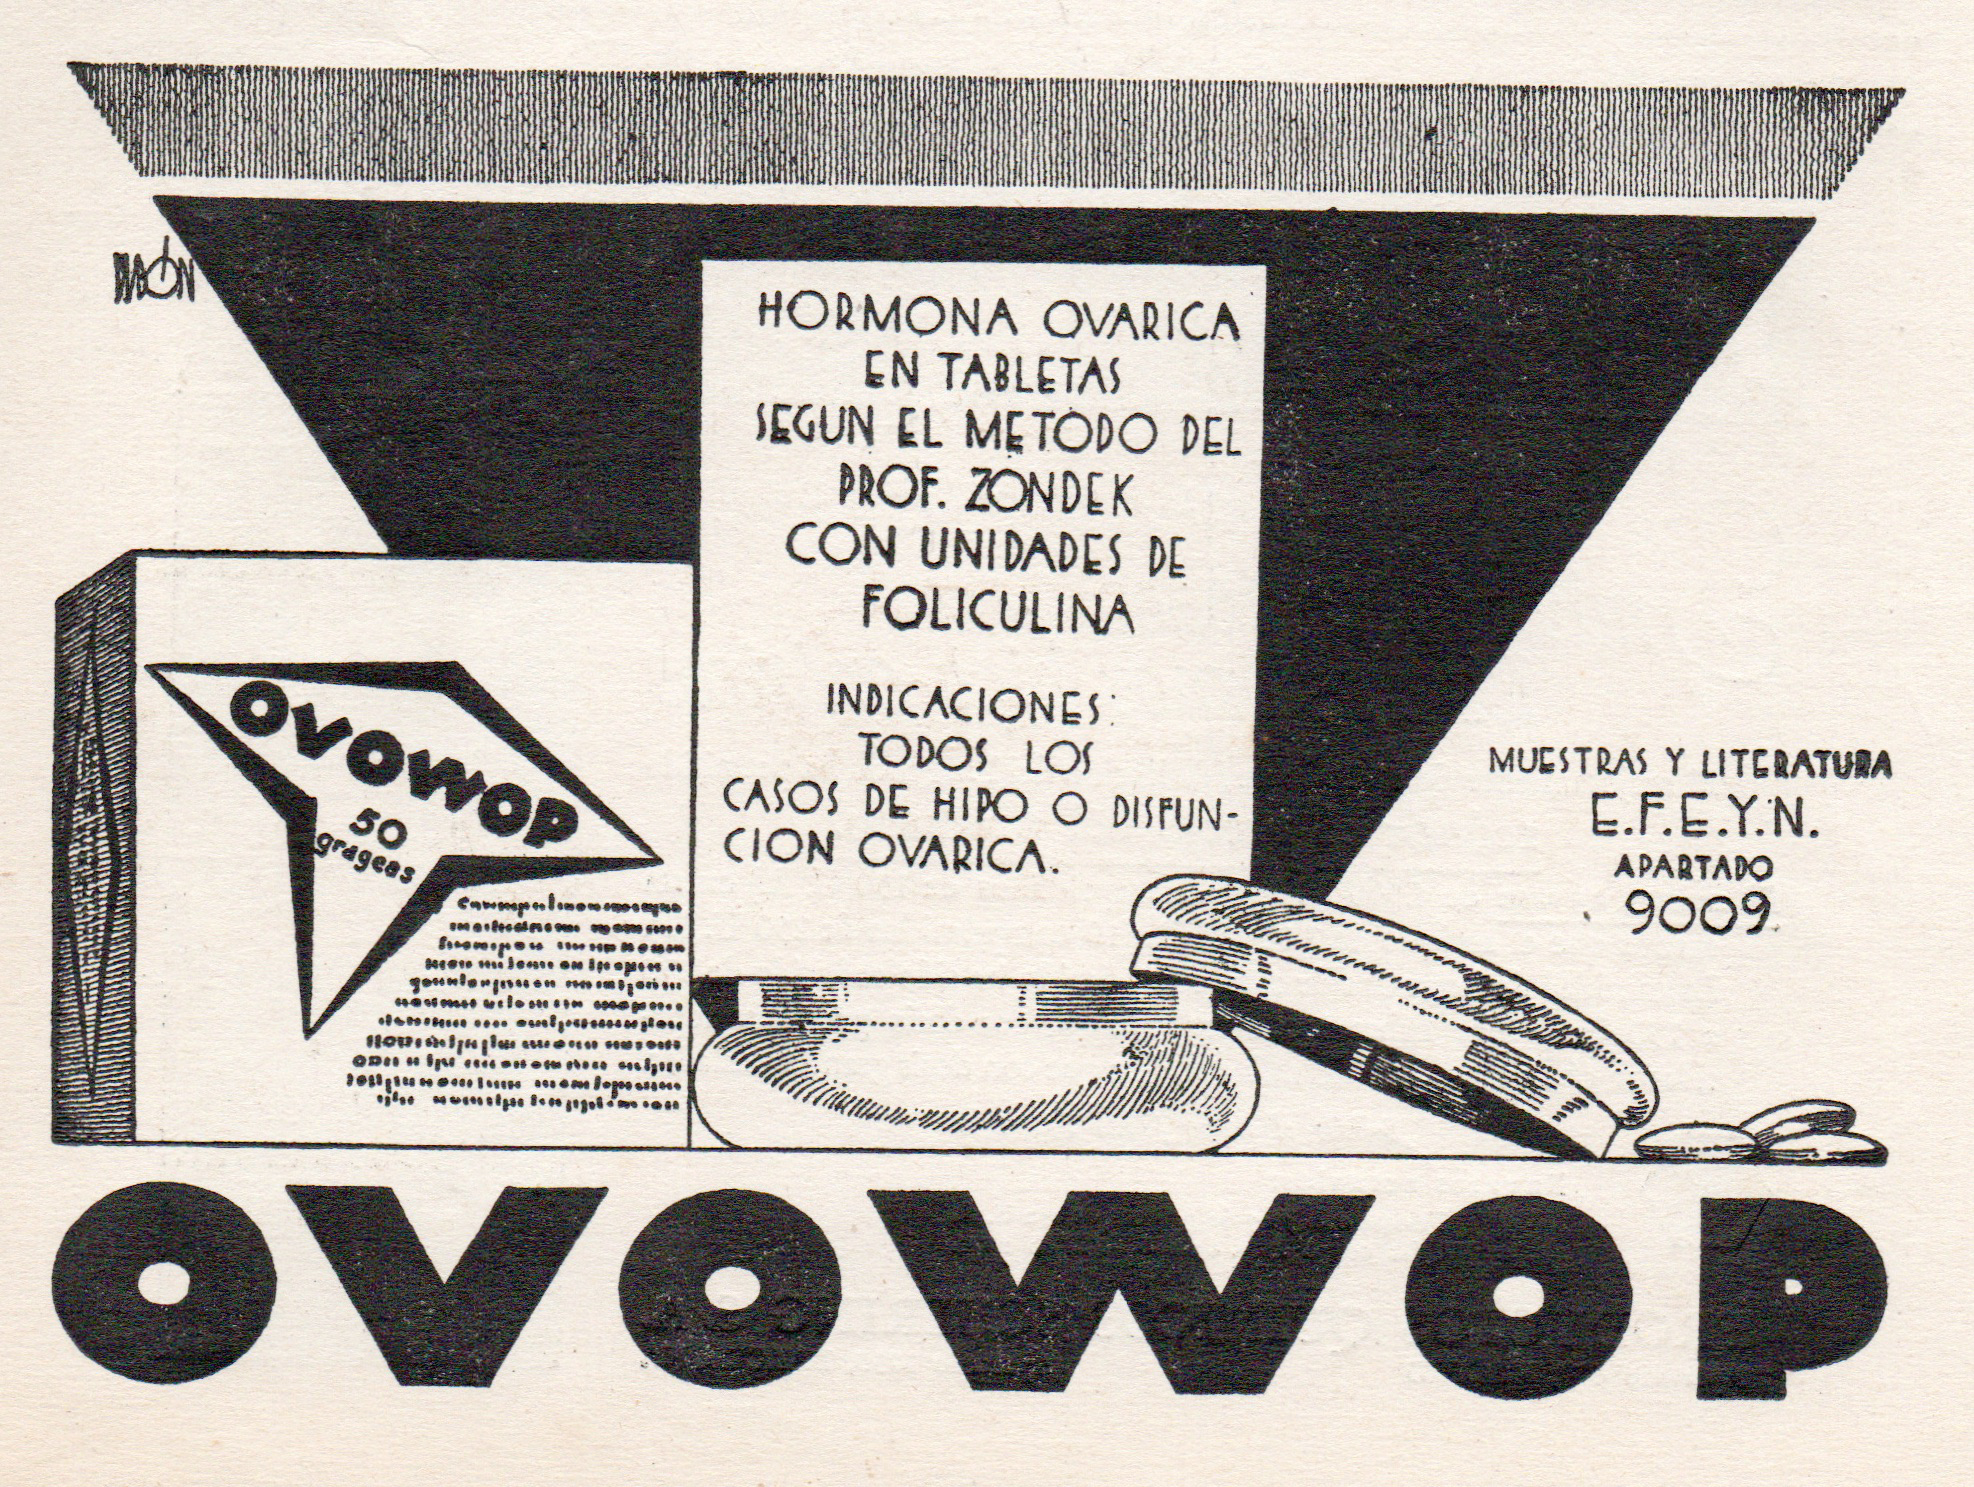 HORMONA OVARICA
EN TABLETAS
SEGUN EL METODO DEL
PROF. ZONDEK
CON UNIDADES DE
FOLICULINA
INDICACIONES:
TODOS LOS
CASOS DE HIPO O DISFUN-
CION OVARICA.
OVOWOP
50
grageas
MUESTRAS Y LITERATURA
E.F.E.Y.N.
APARTADO
9009
OVOWOP